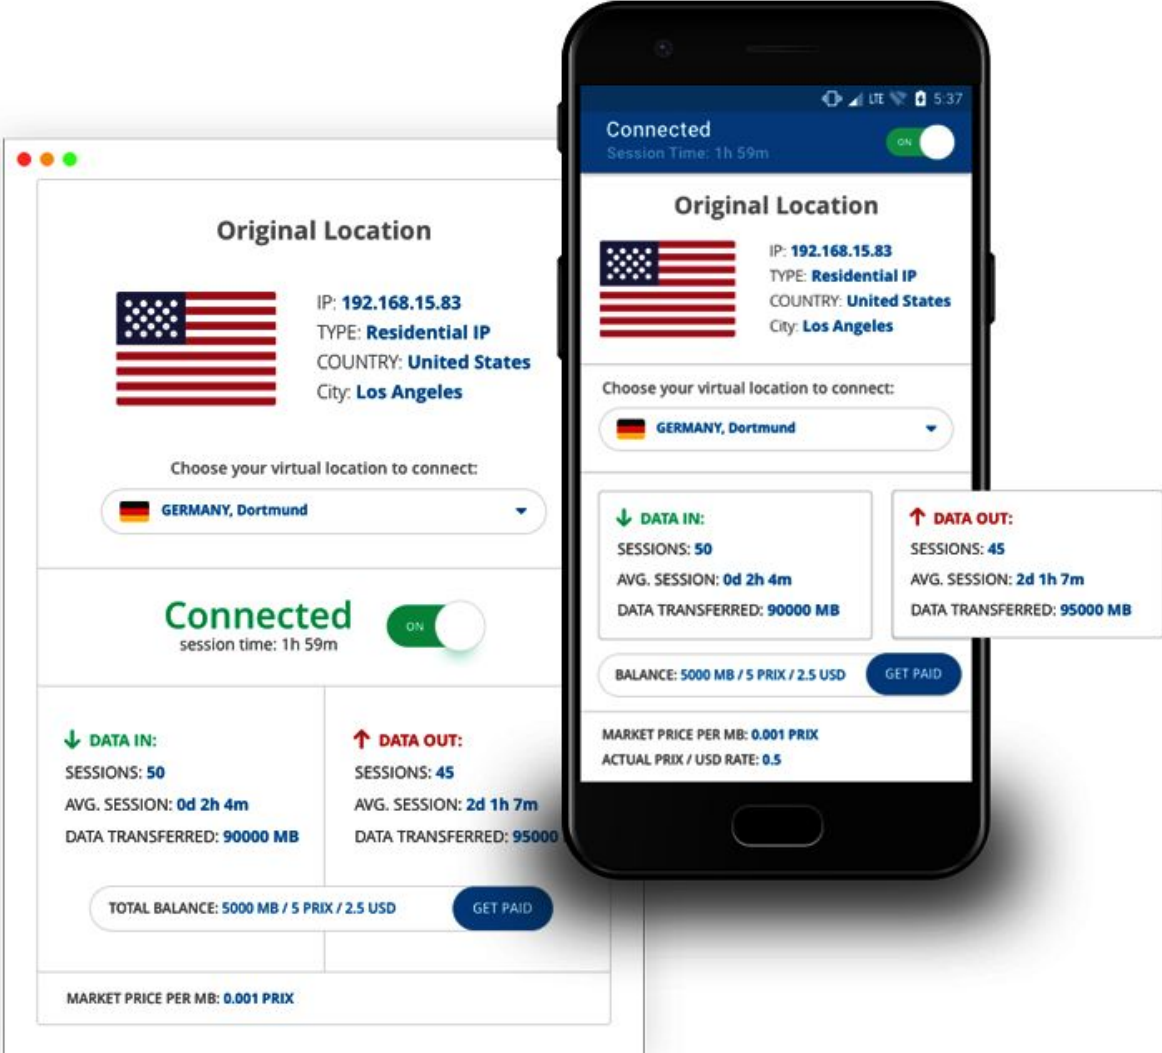 Original Location
IP: 192.168.15.83
TYPE: Residential IP
COUNTRY: United States
City: Los Angeles
Choose your virtual location to connect:
GERMANY, Dortmund
Connected
session time: 1h 59m
ON
DATA IN:
SESSIONS: 50
AVG. SESSION: 0d 2h 4m
DATA TRANSFERRED: 90000 MB
DATA OUT:
SESSIONS: 45
AVG. SESSION: 2d 1h 7m
DATA TRANSFERRED: 95000
TOTAL BALANCE: 5000 MB / 5 PRIX / 2.5 USD
GET PAID
MARKET PRICE PER MB: 0.001 PRIX
LTE 5:37
Connected
Session Time: 1h 59m
ON
Original Location
IP: 192.168.15.83
TYPE: Residential IP
COUNTRY: United States
City: Los Angeles
Choose your virtual location to connect:
GERMANY, Dortmund
DATA IN:
SESSIONS: 50
AVG. SESSION: 0d 2h 4m
DATA TRANSFERRED: 90000 MB
DATA OUT:
SESSIONS: 45
AVG. SESSION: 2d 1h 7m
DATA TRANSFERRED: 95000 MB
BALANCE: 5000 MB / 5 PRIX / 2.5 USD
GET PAID
MARKET PRICE PER MB: 0.001 PRIX
ACTUAL PRIX / USD RATE: 0.5